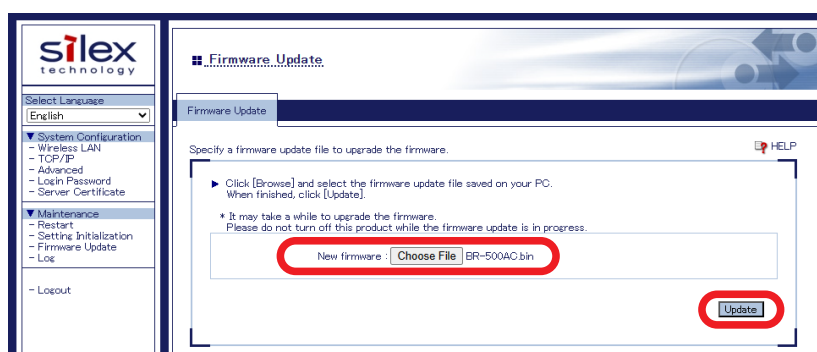 silex
technology
Select Language
English
▼ System Configuration
- Wireless LAN
- TCP/IP
- Advanced
- Login Password
- Server Certificate
▼ Maintenance
- Restart
- Setting Initialization
- Firmware Update
- Log
- Logout
Firmware Update
Firmware Update
Specify a firmware update file to upgrade the firmware.
HELP
Click [Browse] and select the firmware update file saved on your PC.
When finished, click [Update].
* It may take a while to upgrade the firmware.
Please do not turn off this product while the firmware update is in progress.
New firmware : Choose File BR-500AC.bin
Update